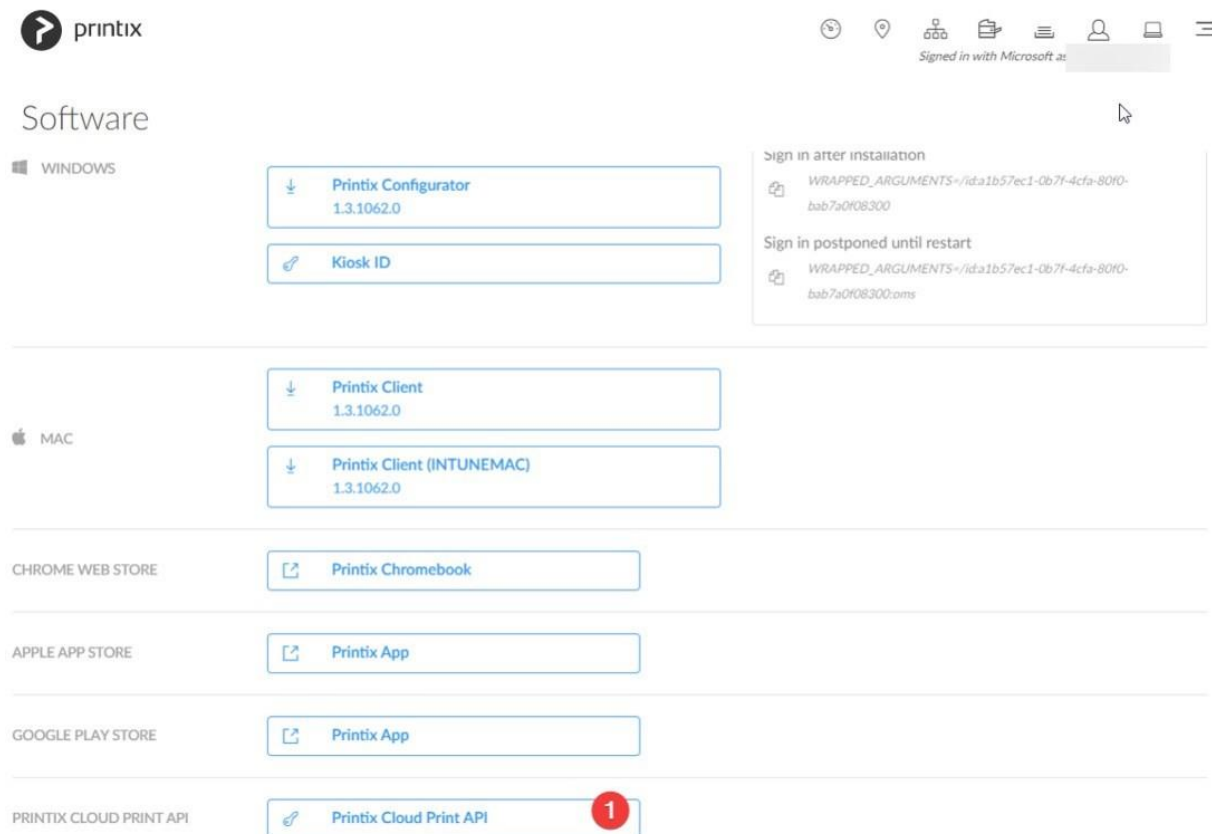 printix
Signed in with Microsoft as
Software
WINDOWS
Printix Configurator
1.3.1062.0
Kiosk ID
Sign in after installation
WRAPPED_ARGUMENTS=/id:a1b57ec1-0b7f-4cfa-80f0-
bab7a0f08300
Sign in postponed until restart
WRAPPED_ARGUMENTS=/id:a1b57ec1-0b7f-4cfa-80f0-
bab7a0f08300:oms
MAC
Printix Client
1.3.1062.0
Printix Client (INTUNEMAC)
1.3.1062.0
CHROME WEB STORE
Printix Chromebook
APPLE APP STORE
Printix App
GOOGLE PLAY STORE
Printix App
PRINTIX CLOUD PRINT API
Printix Cloud Print API
1